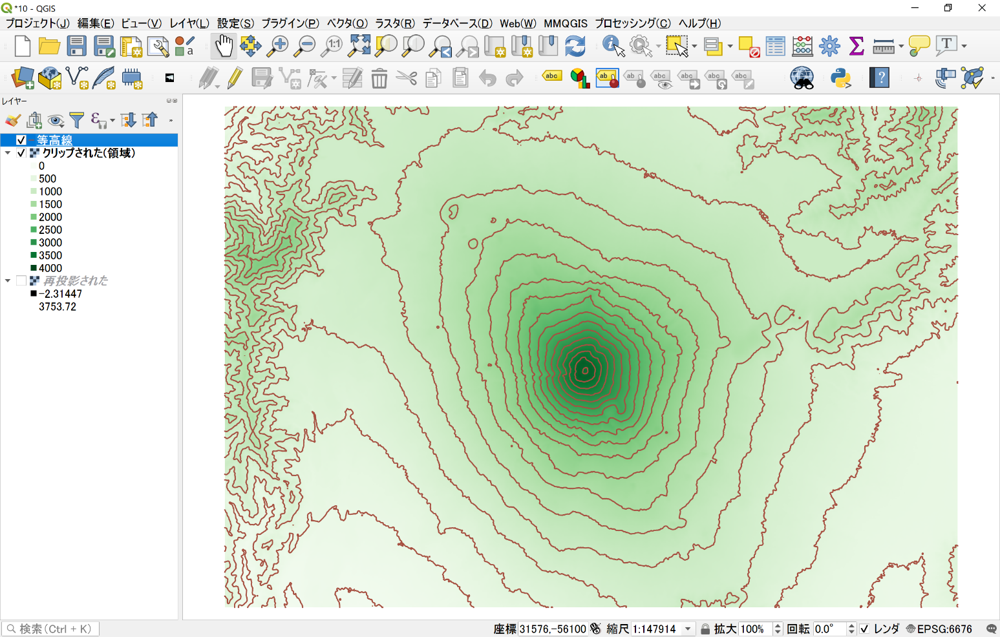 *10 - QGIS
プロジェクト(J) 編集(E) ビュー(V) レイヤ(L) 設定(S) プラグイン(P) ベクタ(O) ラスタ(R) データベース(D) Web(W) MMQGIS プロセッシング(C) ヘルプ(H)
1:1
a
T
abc
ab
abc
abc
abc
abc
abc
?
レイヤー
ε
等高線
クリップされた(領域)
0
500
1000
1500
2000
2500
3000
3500
4000
再投影された
-2.31447
3753.72
検索(Ctrl + K) 座標 31576,-56100 縮尺 1:147914 拡大 100% 回転 0.0° レンダ EPSG:6676